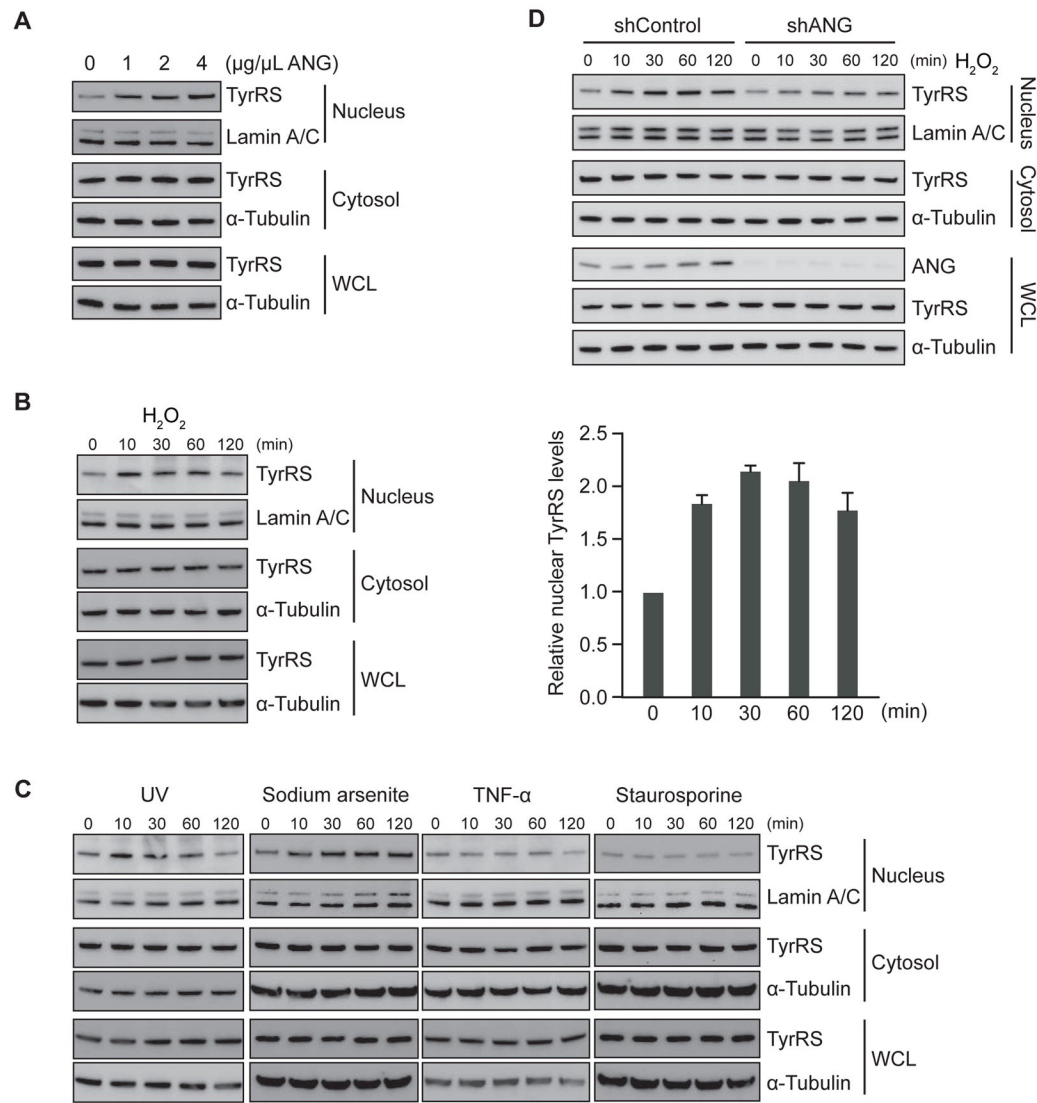 A
0 1 2 4 (µg/µL ANG)
TyrRS
Lamin A/C
Nucleus
TyrRS
α-Tubulin
Cytosol
TyrRS
α-Tubulin
WCL
B
H₂O₂
0 10 30 60 120 (min)
TyrRS
Lamin A/C
Nucleus
TyrRS
α-Tubulin
Cytosol
TyrRS
α-Tubulin
WCL
Relative nuclear TyrRS levels
2.5
2.0
1.5
1.0
0.5
0.0
0 10 30 60 120 (min)
C
UV Sodium arsenite TNF-α Staurosporine
0 10 30 60 120 0 10 30 60 120 0 10 30 60 120 0 10 30 60 120 (min)
TyrRS
Lamin A/C
Nucleus
TyrRS
α-Tubulin
Cytosol
TyrRS
α-Tubulin
WCL
D
shControl shANG
0 10 30 60 120 0 10 30 60 120 (min) H₂O₂
TyrRS
Lamin A/C
Nucleus
TyrRS
α-Tubulin
Cytosol
ANG
TyrRS
α-Tubulin
WCL